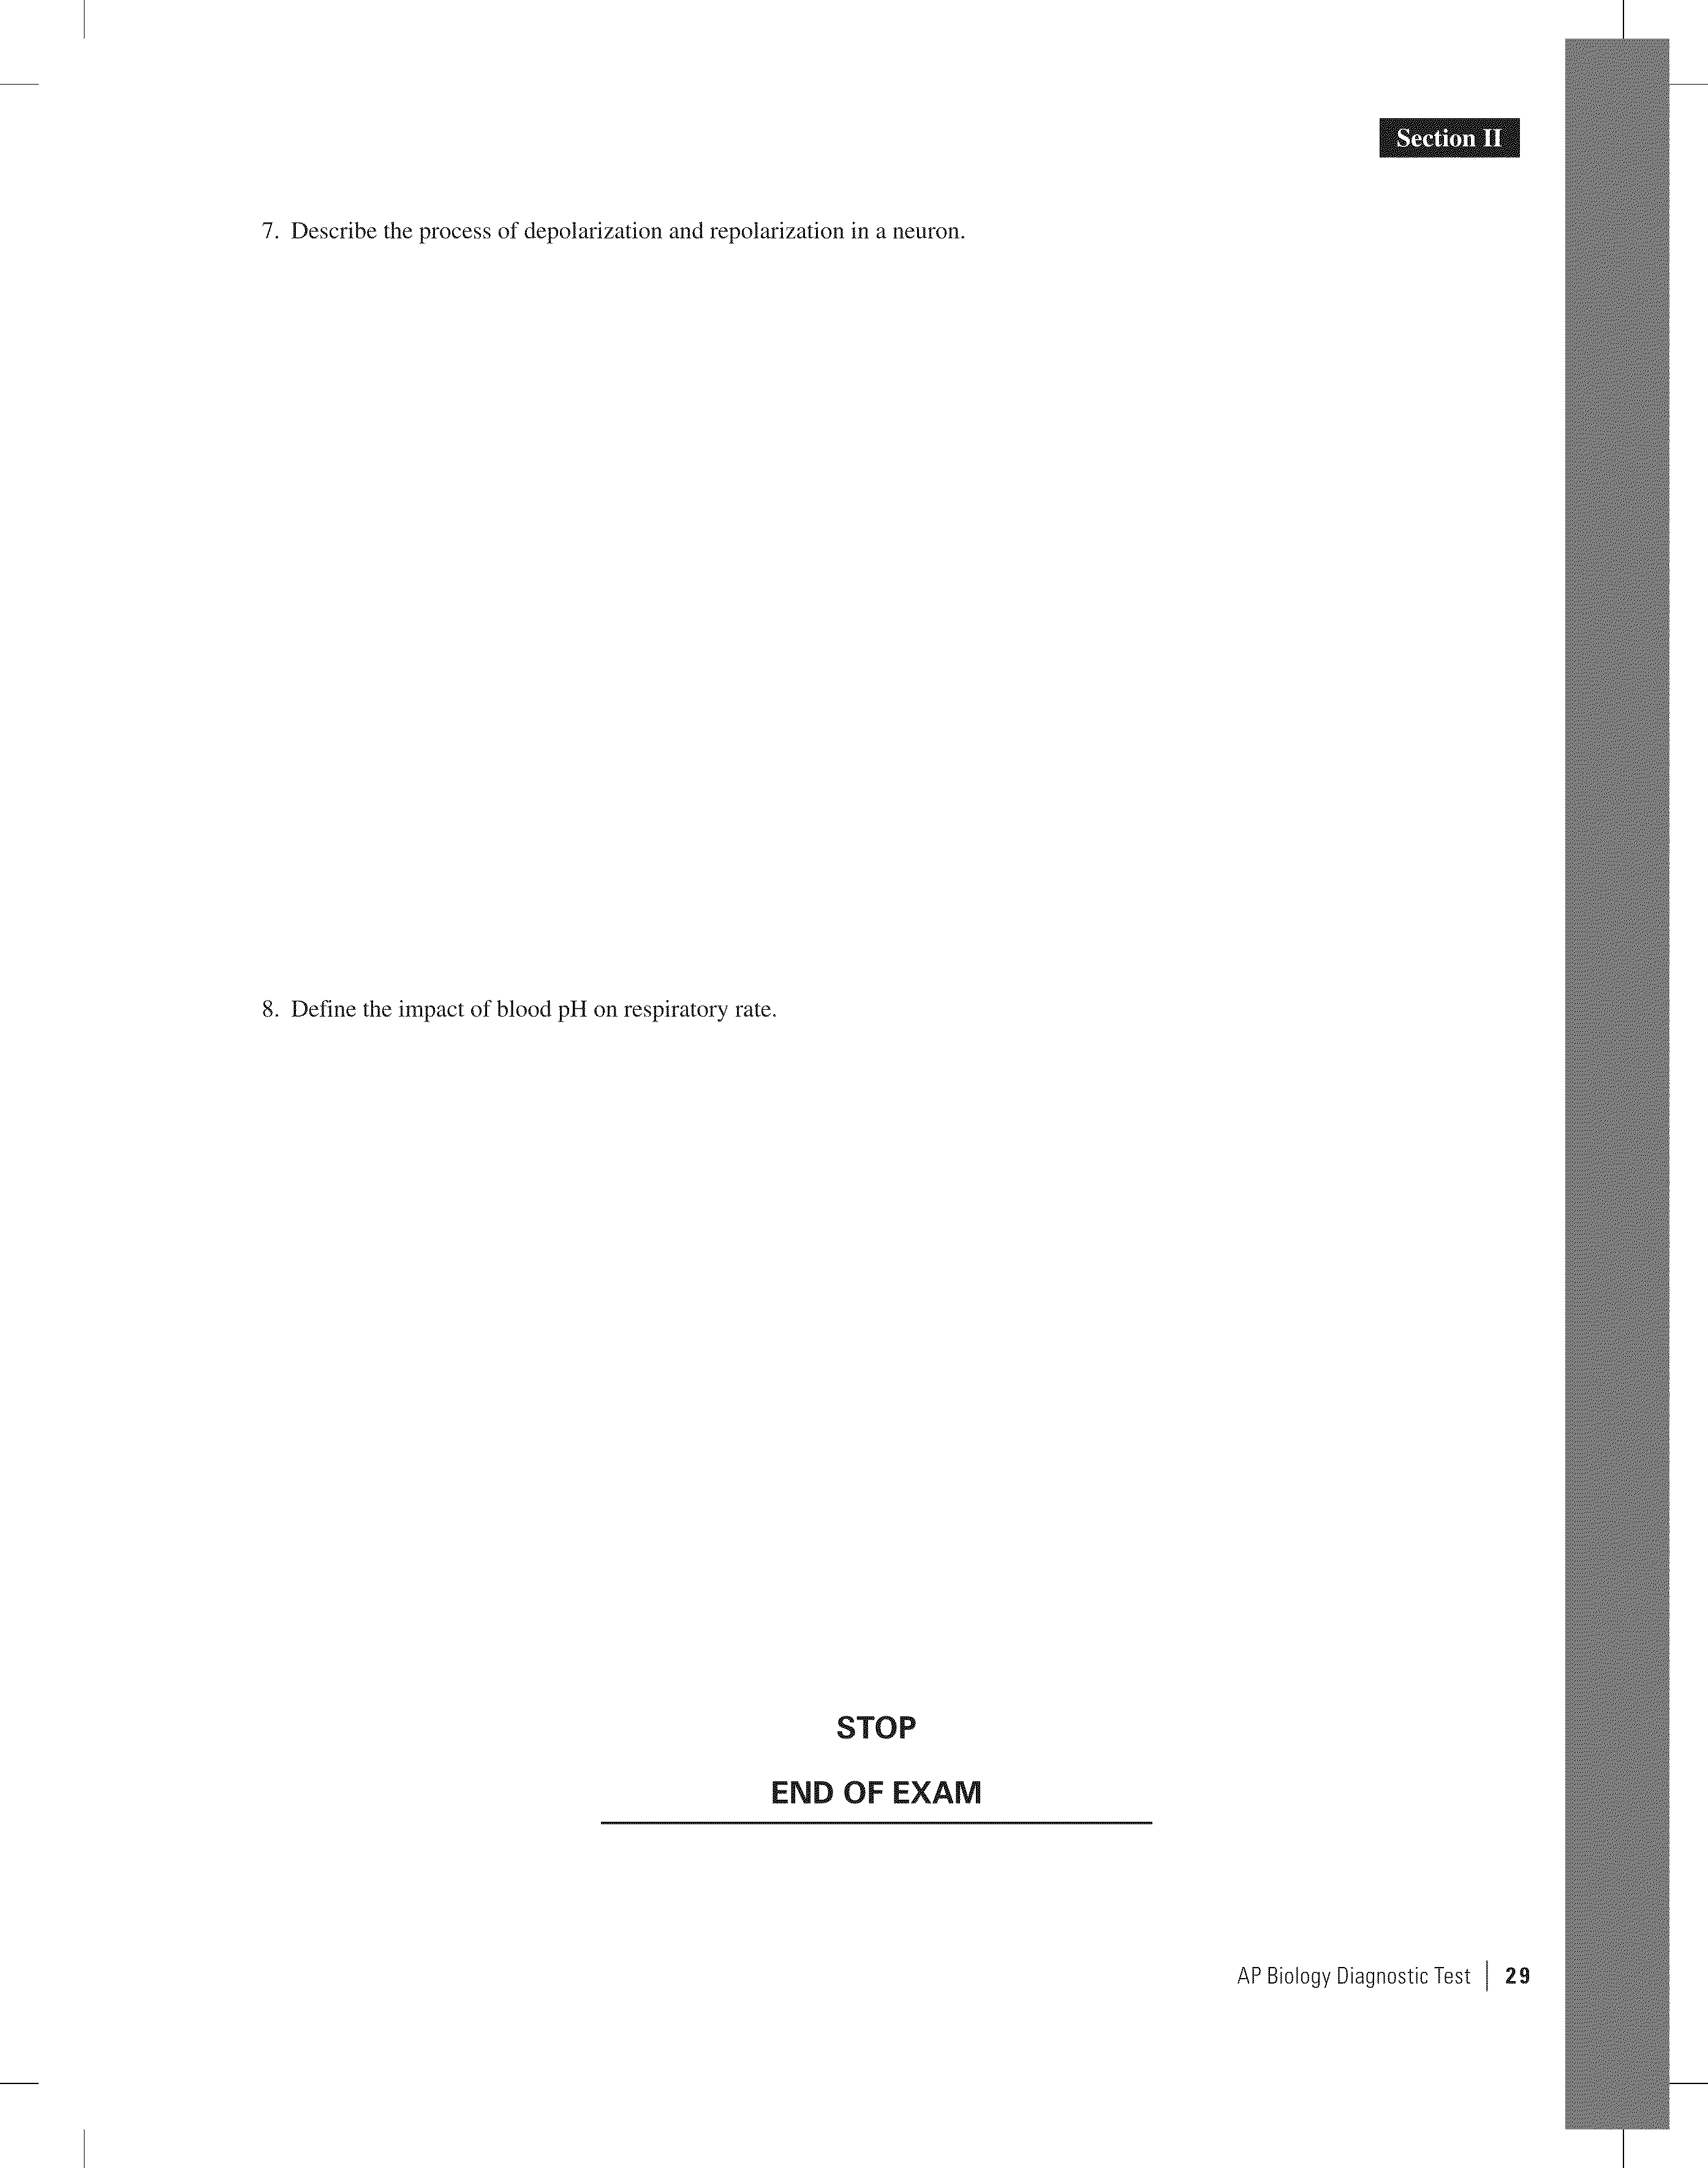 Section II
7. Describe the process of depolarization and repolarization in a neuron.
8. Define the impact of blood pH on respiratory rate.
STOP
END OF EXAM
AP Biology Diagnostic Test | 29